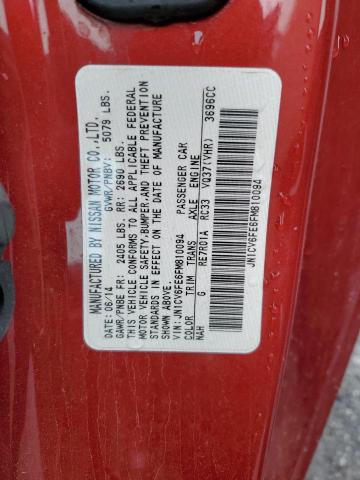 MANUFACTURED BY NISSAN MOTOR CO.,LTD.
DATE: 06/14 GVWR/PNBV: 5079 LBS.
GAWR/PNBE FR: 2405 LBS. RR: 2690 LBS.
THIS VEHICLE CONFORMS TO ALL APPLICABLE FEDERAL
MOTOR VEHICLE SAFETY,BUMPER,AND THEFT PREVENTION
STANDARDS IN EFFECT ON THE DATE OF MANUFACTURE
SHOWN ABOVE.
VIN: JN1CV6FE6FM810094 PASSENGER CAR
COLOR TRIM TRANS 3696CC
NAH G RE7R01A RC33 VQ37(VHR)
JN1CV6FE6FM810094